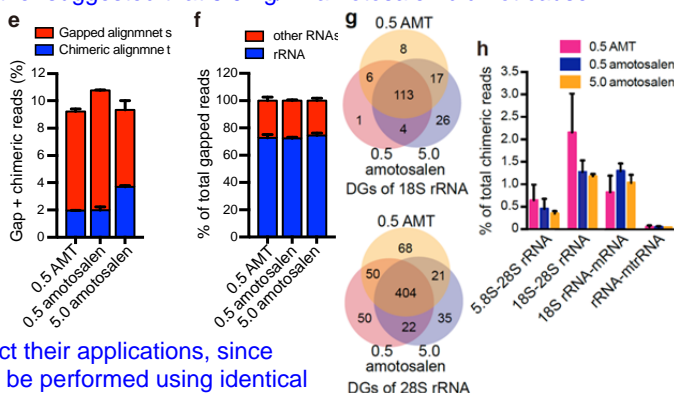 e
Gapped alignmnet s
Chimeric alignmne t
Gap + chimeric reads (%)
12
10
8
6
4
2
0
0.5 AMT
0.5 amotosalen
5.0 amotosalen
f
other RNAs
rRNA
% of total gapped reads
120
100
80
60
40
20
0
0.5 AMT
0.5 amotosalen
5.0 amotosalen
g
0.5 AMT
8
6
17
113
1
4
26
0.5
5.0
amotosalen
DGs of 18S rRNA
0.5 AMT
68
50
21
404
50
22
35
0.5
5.0
amotosalen
DGs of 28S rRNA
h
0.5 AMT
0.5 amotosalen
5.0 amotosalen
% of total chimeric reads
3.5
3.0
2.5
2.0
1.5
1.0
0.5
0
5.8S-28S rRNA
18S-28S rRNA
18S rRNA-mRNA
rRNA-mtrRNA
ct their applications, since
be performed using identical